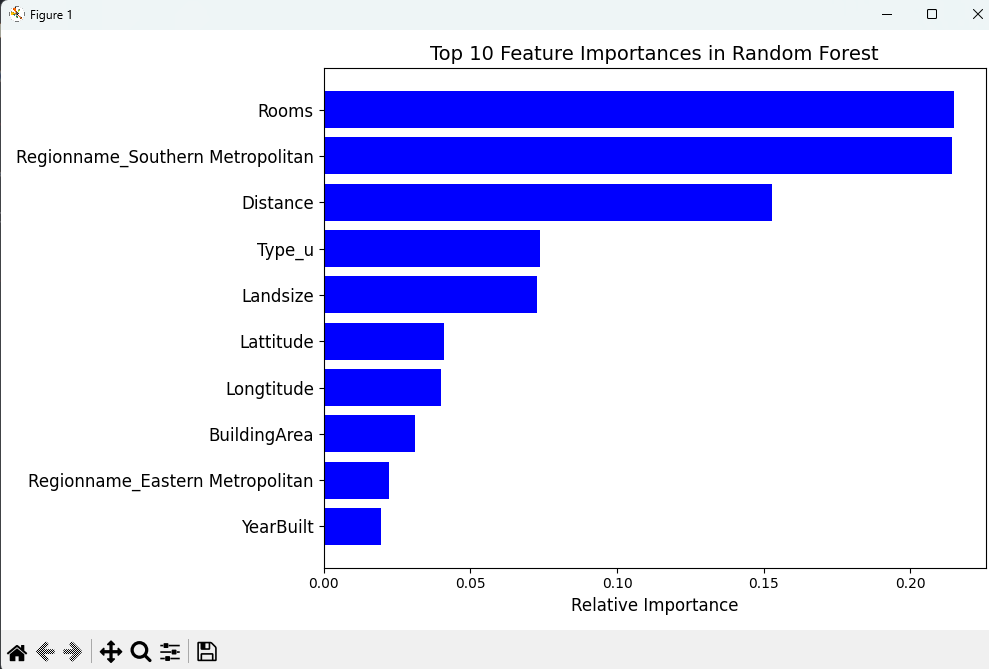 Figure 1
Top 10 Feature Importances in Random Forest
Rooms
Regionname_Southern Metropolitan
Distance
Type_u
Landsize
Lattitude
Longtitude
BuildingArea
Regionname_Eastern Metropolitan
YearBuilt
0.00 0.05 0.10 0.15 0.20
Relative Importance